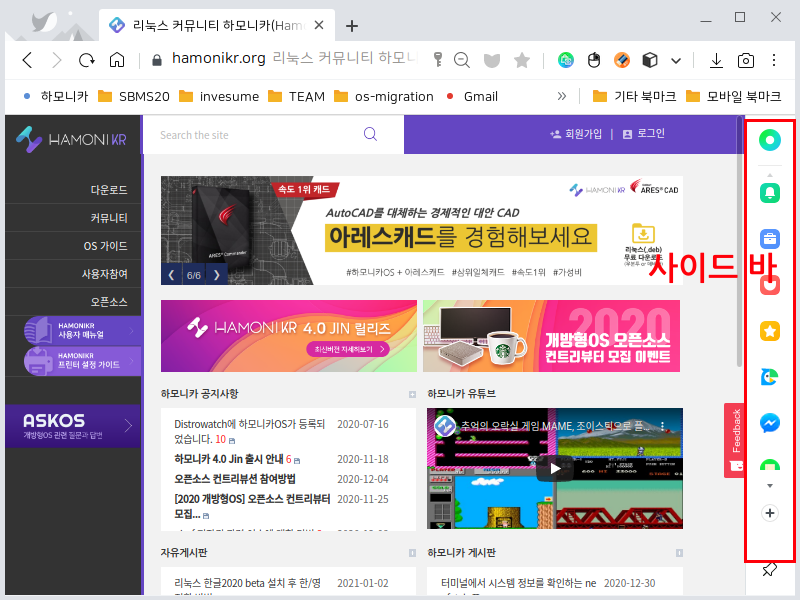 리눅스 커뮤니티 하모니카(Ham
hamonikr.org 리눅스 커뮤니티 하모니
하모니카 SBMS20 invesume TEAM os-migration Gmail » 기타 북마크 모바일 북마크
HAMONIKR
Search the site
회원가입 | 로그인
다운로드
커뮤니티
OS 가이드
사용자참여
오픈소스
HAMONIKR
사용자 매뉴얼
HAMONIKR
프린터 설정 가이드
ASKOS
개방형OS 관련 질문과 답변
속도 1위 캐드
HAMONIKR ARES® CAD
AutoCAD를 대체하는 경제적인 대안 CAD
아레스캐드를 경험해보세요
ARES Commander
리눅스(.deb)
무료 다운로드
#하모니카OS + 아레스캐드 #상위일체캐드 #속도1위 #가성비
6/6
사이드 바
HAMONIKR 4.0 JIN 릴리즈
최신버전 자세히보기
2020
개방형OS 오픈소스
컨트리뷰터 모집 이벤트
하모니카 공지사항
Distrowatch에 하모니카OS가 등록되 2020-07-16
었습니다. 10
하모니카 4.0 Jin 출시 안내 6 2020-11-18
오픈소스 컨트리뷰션 참여방법 2020-12-04
[2020 개방형OS] 오픈소스 컨트리뷰터 2020-11-25
모집...
하모니카 유튜브
추억의 오락실 게임 MAME, 조이스틱으로 플...
Feedback
자유게시판
리눅스 한글2020 beta 설치 후 한/영 2021-01-02
하모니카 게시판
터미널에서 시스템 정보를 확인하는 ne 2020-12-30